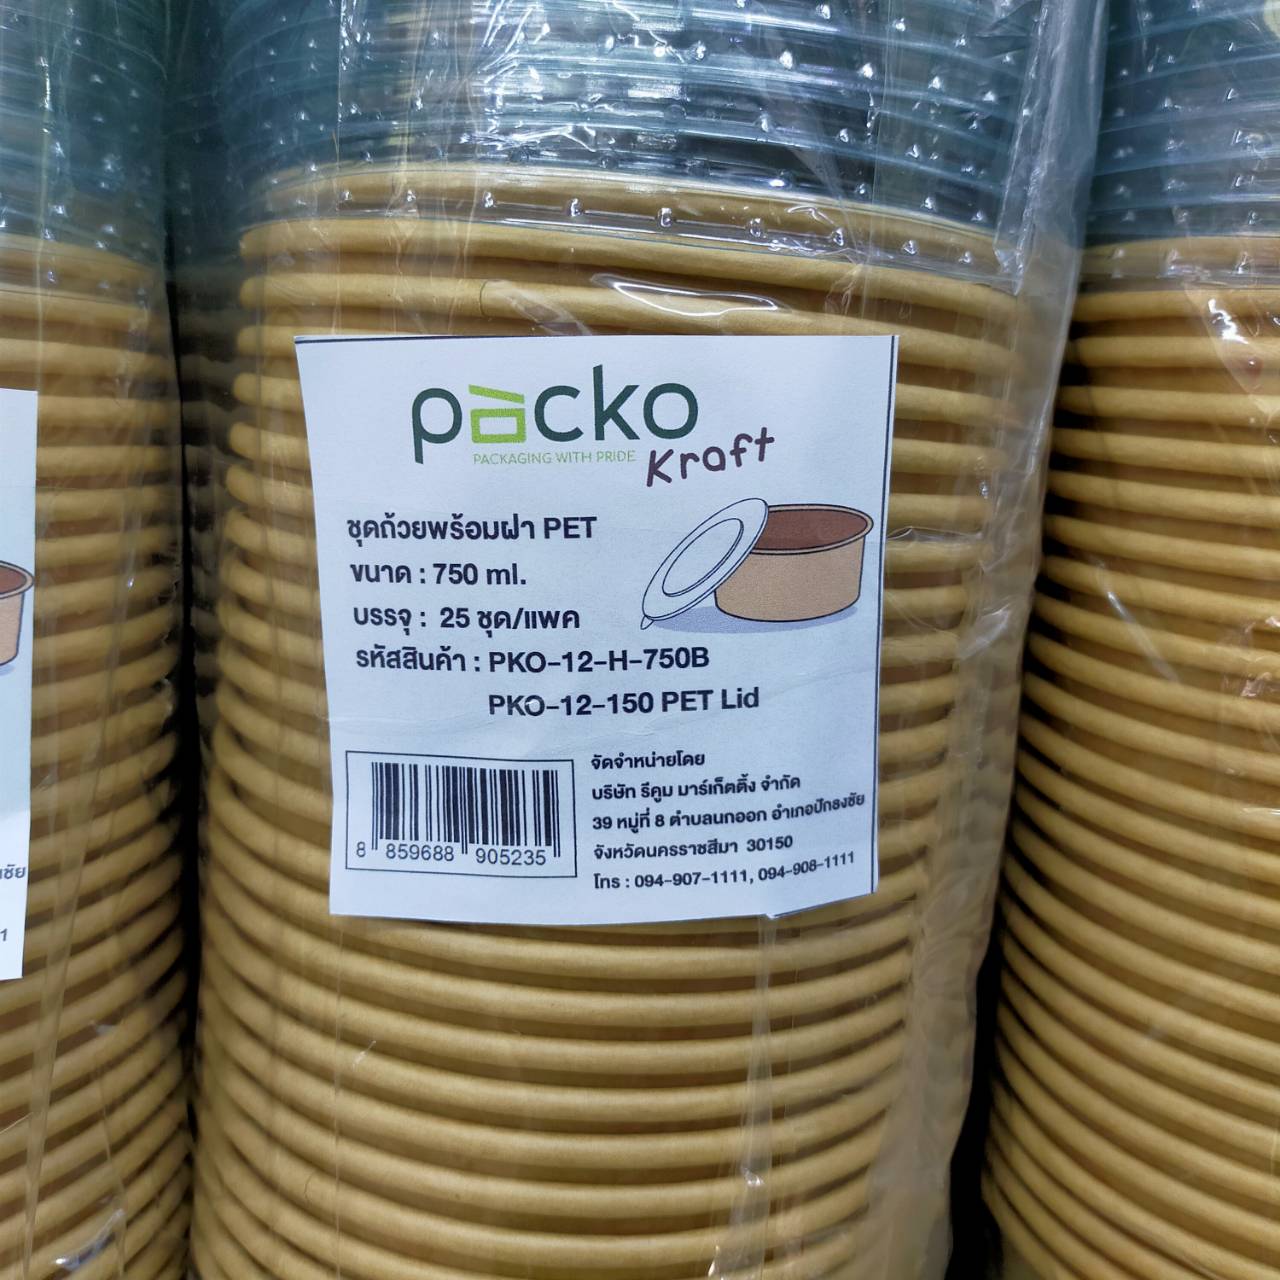 packo
PACKAGING WITH PRIDE
Kraft
ชุดถ้วยพร้อมฝา PET
ขนาด : 750 ml.
บรรจุ : 25 ชุด/แพค
รหัสสินค้า : PKO-12-H-750B
PKO-12-150 PET Lid
8 859688 905235
จัดจำหน่ายโดย
บริษัท รีคูม มาร์เก็ตติ้ง จำกัด
39 หมู่ที่ 8 ตำบลนกออก อำเภอปักธงชัย
จังหวัดนครราชสีมา 30150
โทร : 094-907-1111, 094-908-1111